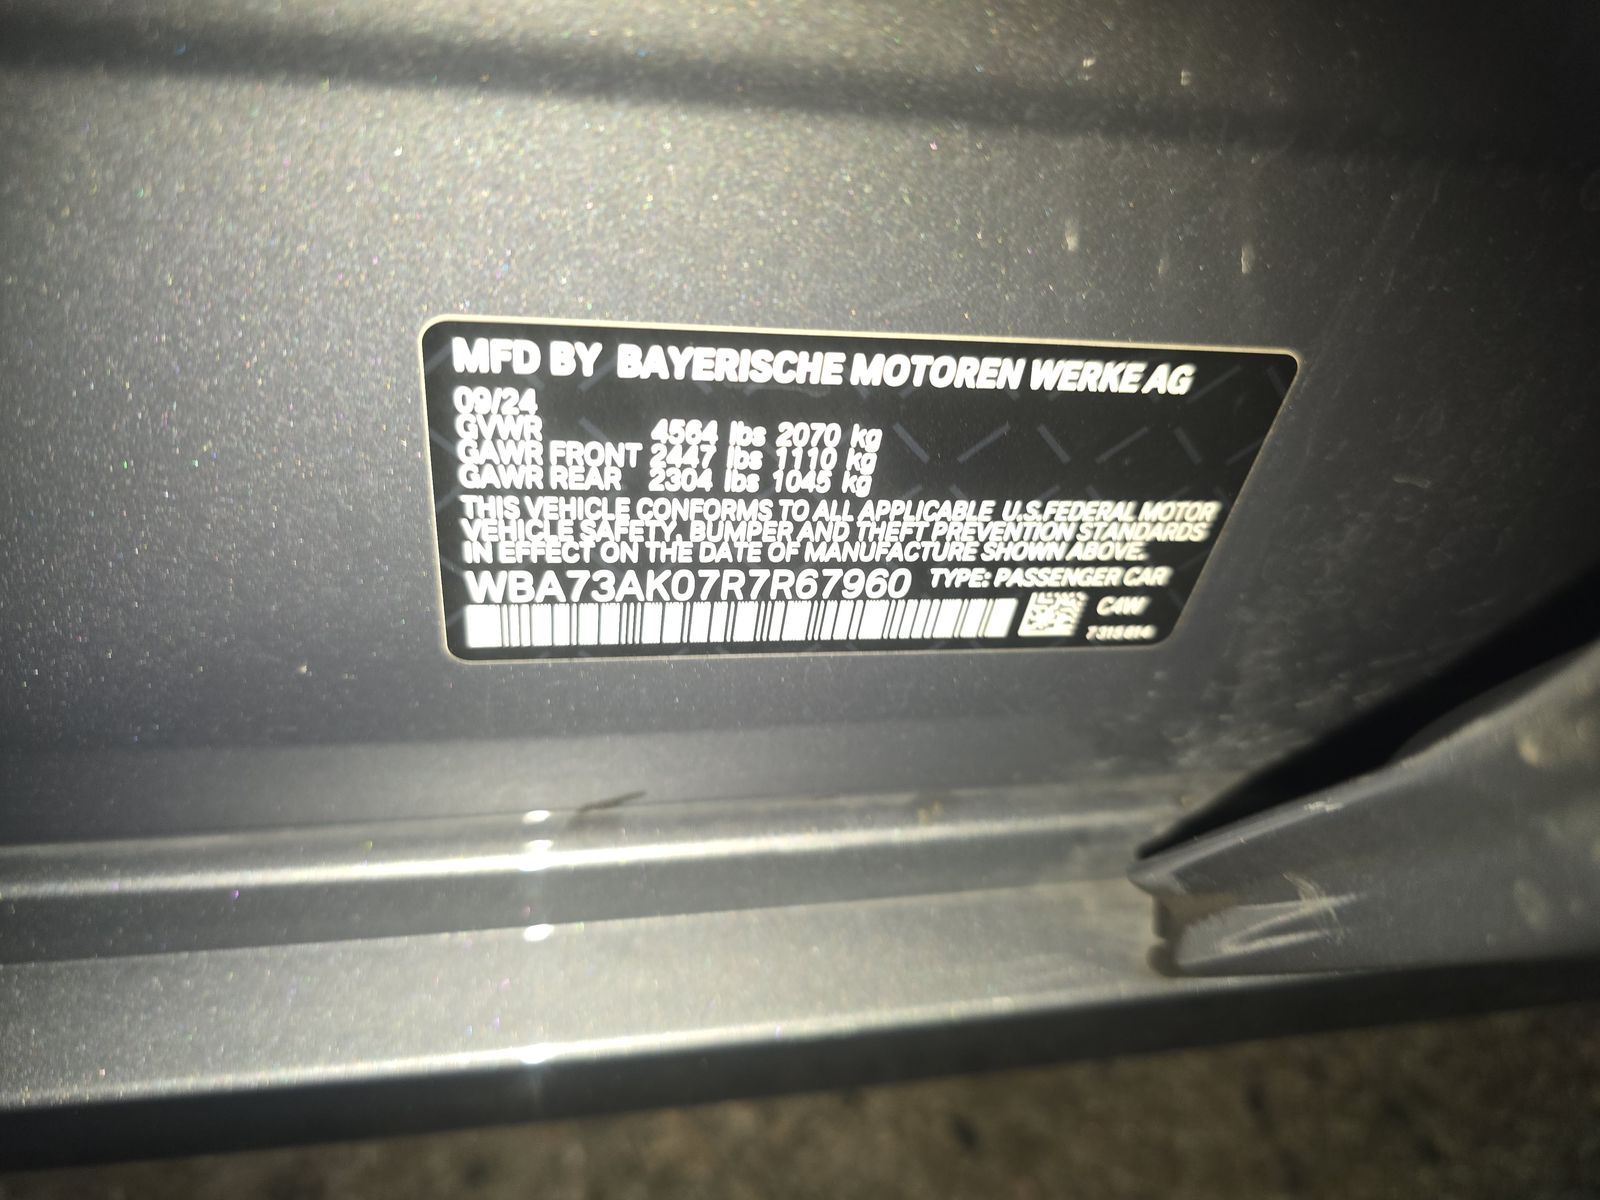 MFD BY BAYERISCHE MOTOREN WERKE AG
09/24
GVWR 4564 lbs 2070 kg
GAWR FRONT 2447 lbs 1110 kg
GAWR REAR 2304 lbs 1045 kg
THIS VEHICLE CONFORMS TO ALL APPLICABLE U.S.FEDERAL MOTOR
VEHICLE SAFETY, BUMPER AND THEFT PREVENTION STANDARDS
IN EFFECT ON THE DATE OF MANUFACTURE SHOWN ABOVE.
WBA73AK07R7R67960 TYPE: PASSENGER CAR
C4W